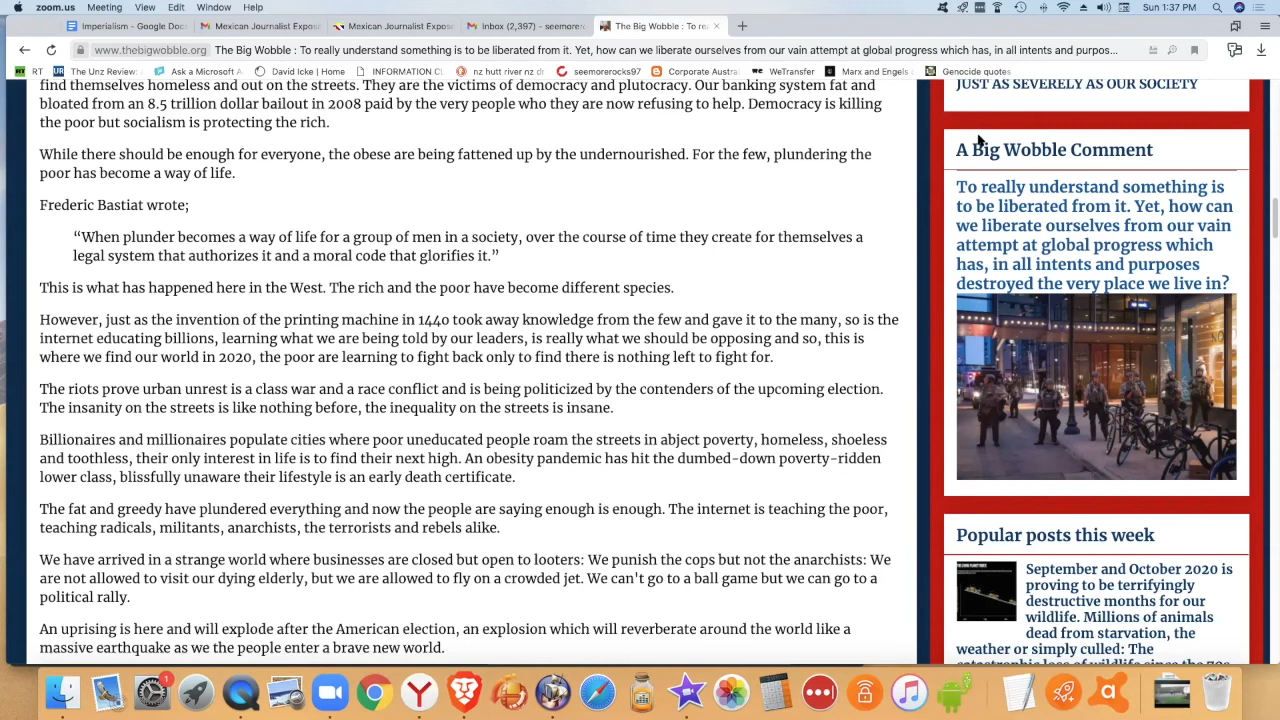 zoom.us Meeting View Edit Window Help
Sun 1:37 PM
Imperialism - Google Docs
Mexican Journalist Expos
Mexican Journalist Expos
Inbox (2,397) - seemorer
The Big Wobble : To rea
www.thebigwobble.org The Big Wobble : To really understand something is to be liberated from it. Yet, how can we liberate ourselves from our vain attempt at global progress which has, in all intents and purpos...
RT The Unz Review: Ask a Microsoft A David Icke | Home INFORMATION CL nz hutt river nz dr seemorerocks97 Corporate Austral WeTransfer Marx and Engels Genocide quotes
find themselves homeless and out on the streets. They are the victims of democracy and plutocracy. Our banking system fat and
bloated from an 8.5 trillion dollar bailout in 2008 paid by the very people who they are now refusing to help. Democracy is killing
the poor but socialism is protecting the rich.
While there should be enough for everyone, the obese are being fattened up by the undernourished. For the few, plundering the
poor has become a way of life.
Frederic Bastiat wrote;
“When plunder becomes a way of life for a group of men in a society, over the course of time they create for themselves a
legal system that authorizes it and a moral code that glorifies it.”
This is what has happened here in the West. The rich and the poor have become different species.
However, just as the invention of the printing machine in 1440 took away knowledge from the few and gave it to the many, so is the
internet educating billions, learning what we are being told by our leaders, is really what we should be opposing and so, this is
where we find our world in 2020, the poor are learning to fight back only to find there is nothing left to fight for.
The riots prove urban unrest is a class war and a race conflict and is being politicized by the contenders of the upcoming election.
The insanity on the streets is like nothing before, the inequality on the streets is insane.
Billionaires and millionaires populate cities where poor uneducated people roam the streets in abject poverty, homeless, shoeless
and toothless, their only interest in life is to find their next high. An obesity pandemic has hit the dumbed-down poverty-ridden
lower class, blissfully unaware their lifestyle is an early death certificate.
The fat and greedy have plundered everything and now the people are saying enough is enough. The internet is teaching the poor,
teaching radicals, militants, anarchists, the terrorists and rebels alike.
We have arrived in a strange world where businesses are closed but open to looters: We punish the cops but not the anarchists: We
are not allowed to visit our dying elderly, but we are allowed to fly on a crowded jet. We can't go to a ball game but we can go to a
political rally.
An uprising is here and will explode after the American election, an explosion which will reverberate around the world like a
massive earthquake as we the people enter a brave new world.
JUST AS SEVERELY AS OUR SOCIETY
A Big Wobble Comment
To really understand something is
to be liberated from it. Yet, how can
we liberate ourselves from our vain
attempt at global progress which
has, in all intents and purposes
destroyed the very place we live in?
Popular posts this week
September and October 2020 is
proving to be terrifyingly
destructive months for our
wildlife. Millions of animals
dead from starvation, the
weather or simply culled: The
catastrophic loss of wildlife since the 70s
1